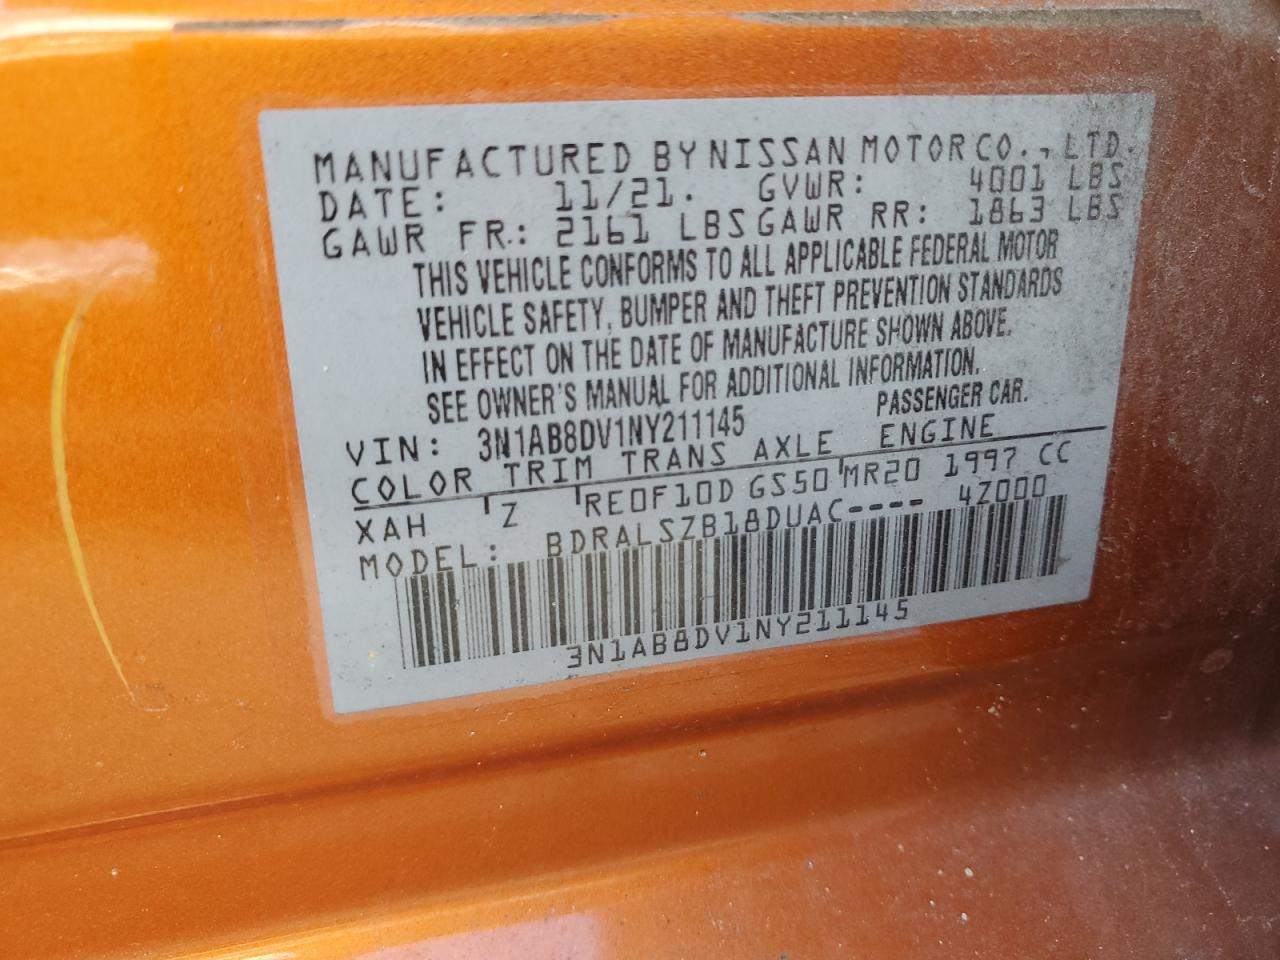 MANUFACTURED BY NISSAN MOTOR CO., LTD.
DATE: 11/21. GVWR: 4001 LBS
GAWR FR.: 2161 LBS GAWR RR: 1863 LBS
THIS VEHICLE CONFORMS TO ALL APPLICABLE FEDERAL MOTOR
VEHICLE SAFETY, BUMPER AND THEFT PREVENTION STANDARDS
IN EFFECT ON THE DATE OF MANUFACTURE SHOWN ABOVE.
SEE OWNER'S MANUAL FOR ADDITIONAL INFORMATION.
VIN: 3N1AB8DV1NY211145 PASSENGER CAR.
COLOR TRIM TRANS AXLE ENGINE
XAH Z RE0F10D GS50 MR20 1997 CC
MODEL: BDRALSZB18DUAC---- 4Z000
3N1AB8DV1NY211145